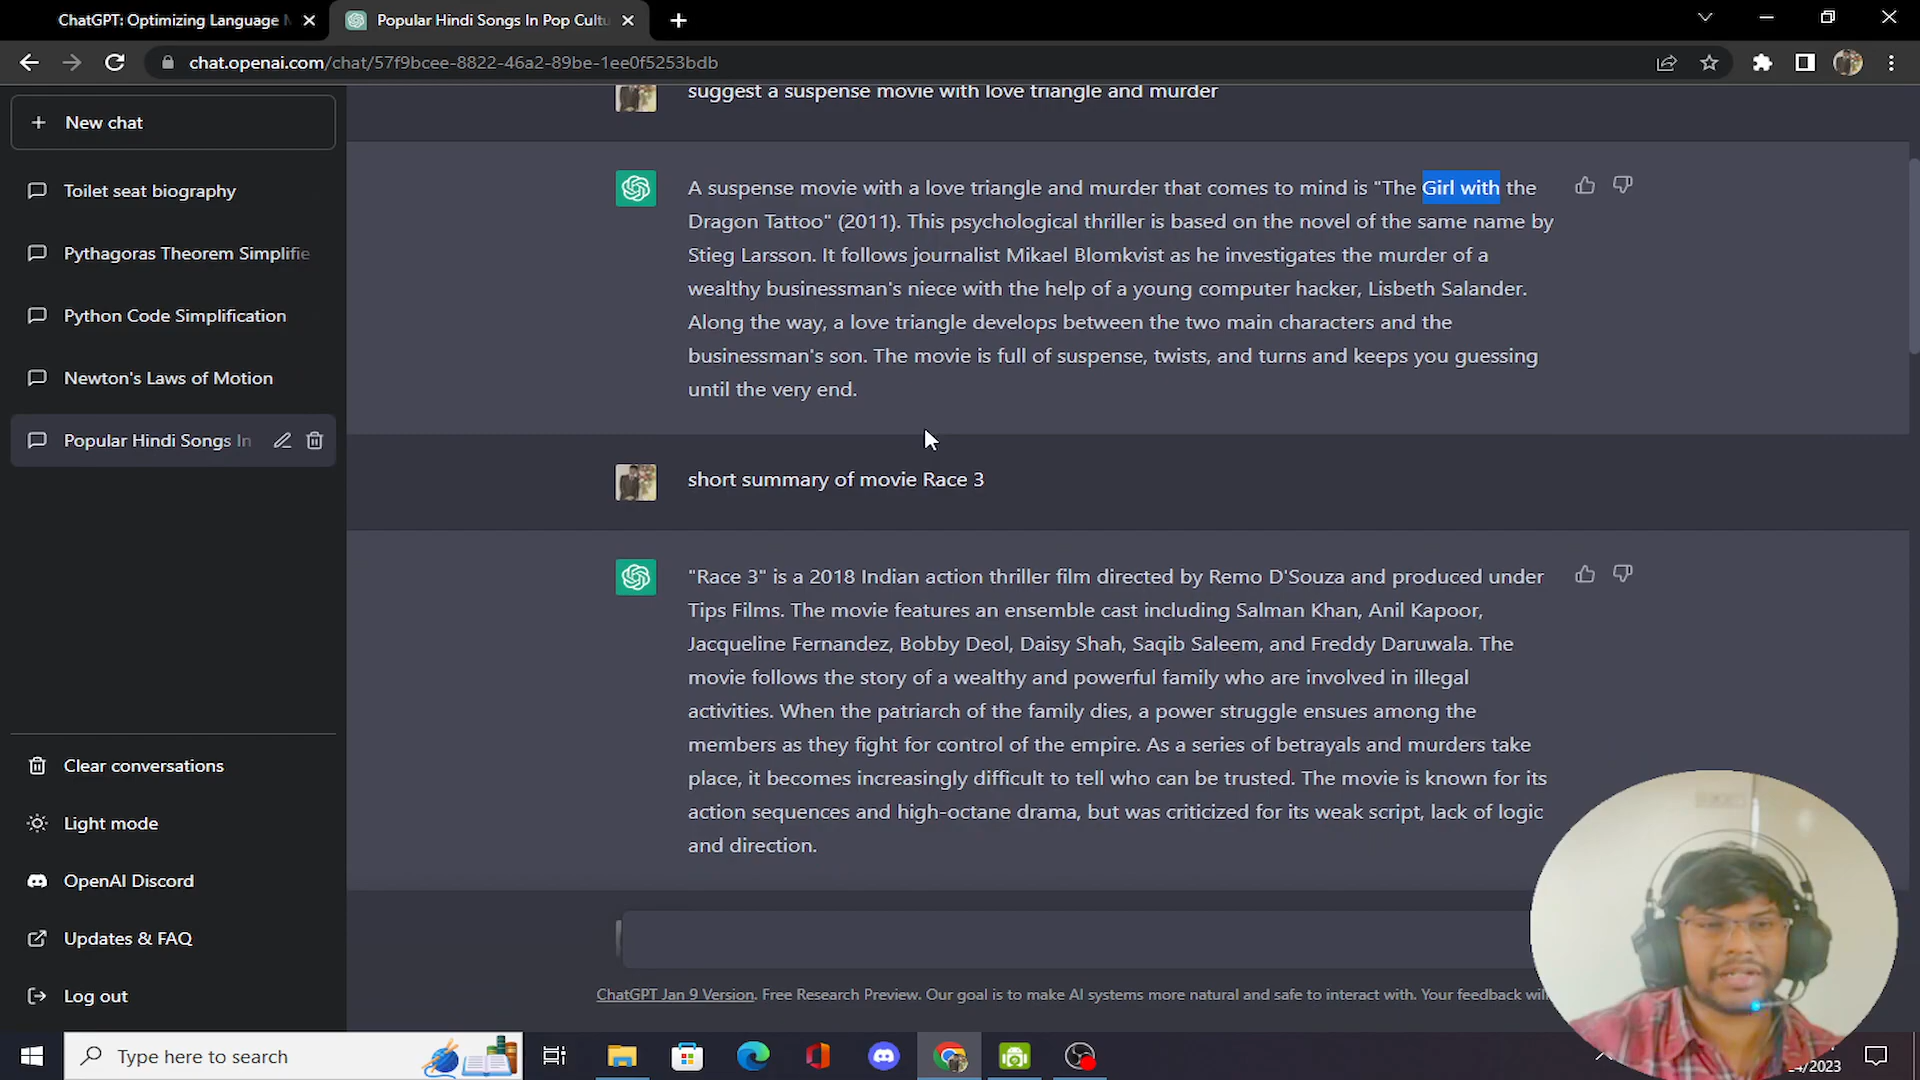 ChatGPT: Optimizing Language
Popular Hindi Songs In Pop Cultu
chat.openai.com/chat/57f9bcee-8822-46a2-89be-1ee0f5253bdb
New chat
Toilet seat biography
Pythagoras Theorem Simplifie
Python Code Simplification
Newton's Laws of Motion
Popular Hindi Songs In
Clear conversations
Light mode
OpenAI Discord
Updates & FAQ
Log out
suggest a suspense movie with love triangle and murder
A suspense movie with a love triangle and murder that comes to mind is "The Girl with the
Dragon Tattoo" (2011). This psychological thriller is based on the novel of the same name by
Stieg Larsson. It follows journalist Mikael Blomkvist as he investigates the murder of a
wealthy businessman's niece with the help of a young computer hacker, Lisbeth Salander.
Along the way, a love triangle develops between the two main characters and the
businessman's son. The movie is full of suspense, twists, and turns and keeps you guessing
until the very end.
short summary of movie Race 3
"Race 3" is a 2018 Indian action thriller film directed by Remo D'Souza and produced under
Tips Films. The movie features an ensemble cast including Salman Khan, Anil Kapoor,
Jacqueline Fernandez, Bobby Deol, Daisy Shah, Saqib Saleem, and Freddy Daruwala. The
movie follows the story of a wealthy and powerful family who are involved in illegal
activities. When the patriarch of the family dies, a power struggle ensues among the
members as they fight for control of the empire. As a series of betrayals and murders take
place, it becomes increasingly difficult to tell who can be trusted. The movie is known for its
action sequences and high-octane drama, but was criticized for its weak script, lack of logic
and direction.
ChatGPT Jan 9 Version. Free Research Preview. Our goal is to make AI systems more natural and safe to interact with. Your feedback will
Type here to search
4/2023